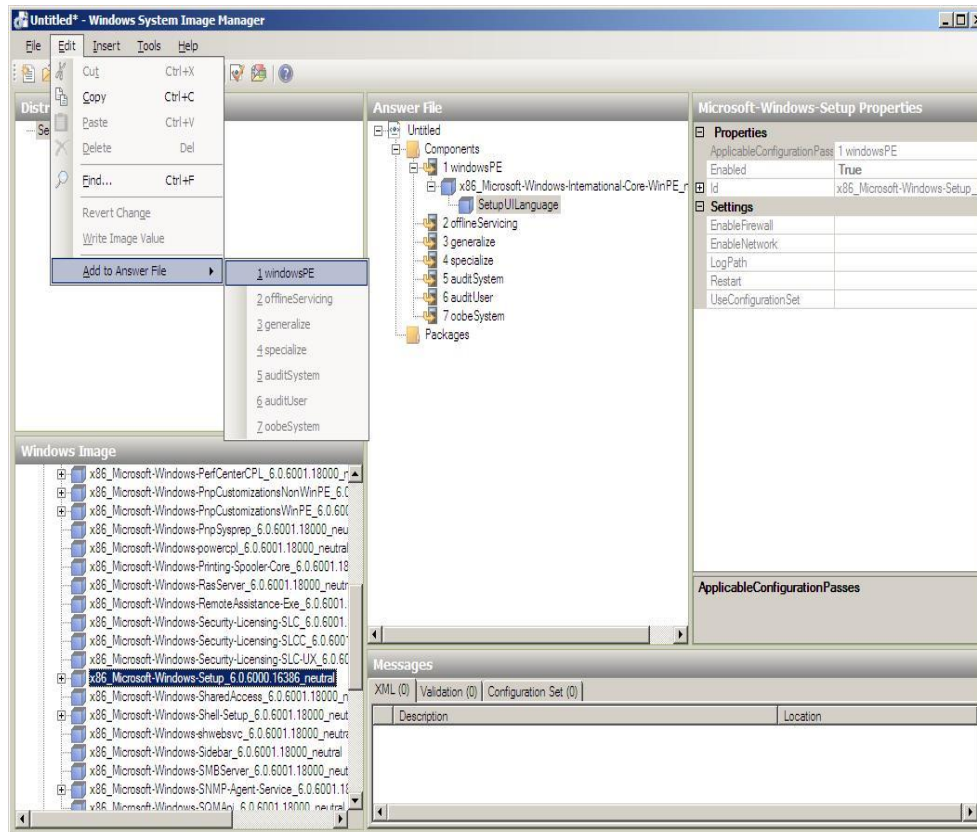 Untitled* - Windows System Image Manager
File Edit Insert Tools Help
Cut Ctrl+X
Copy Ctrl+C
Paste Ctrl+V
Delete Del
Find... Ctrl+F
Revert Change
Write Image Value
Add to Answer File
1 windowsPE
2 offlineServicing
3 generalize
4 specialize
5 auditSystem
6 auditUser
7 oobeSystem
Distr
Se
Windows Image
x86_Microsoft-Windows-PerfCenterCPL_6.0.6001.18000_n
x86_Microsoft-Windows-PnpCustomizationsNonWinPE_6.0
x86_Microsoft-Windows-PnpCustomizationsWinPE_6.0.600
x86_Microsoft-Windows-PnpSysprep_6.0.6001.18000_neu
x86_Microsoft-Windows-powercpl_6.0.6001.18000_neutral
x86_Microsoft-Windows-Printing-Spooler-Core_6.0.6001.18
x86_Microsoft-Windows-RasServer_6.0.6001.18000_neutr
x86_Microsoft-Windows-RemoteAssistance-Exe_6.0.6001.
x86_Microsoft-Windows-Security-Licensing-SLC_6.0.6001.
x86_Microsoft-Windows-Security-Licensing-SLCC_6.0.6001
x86_Microsoft-Windows-Security-Licensing-SLC-UX_6.0.60
x86_Microsoft-Windows-Setup_6.0.6000.16386_neutral
x86_Microsoft-Windows-SharedAccess_6.0.6001.18000_n
x86_Microsoft-Windows-Shell-Setup_6.0.6001.18000_neut
x86_Microsoft-Windows-shwebsvc_6.0.6001.18000_neutra
x86_Microsoft-Windows-Sidebar_6.0.6001.18000_neutral
x86_Microsoft-Windows-SMBServer_6.0.6001.18000_neut
x86_Microsoft-Windows-SNMP-Agent-Service_6.0.6001.18
x86_Microsoft-Windows-SQMApi_6.0.6001.18000_neutral
Answer File
Untitled
Components
1 windowsPE
x86_Microsoft-Windows-International-Core-WinPE_n
SetupUILanguage
2 offlineServicing
3 generalize
4 specialize
5 auditSystem
6 auditUser
7 oobeSystem
Packages
Microsoft-Windows-Setup Properties
Properties
ApplicableConfigurationPass 1 windowsPE
Enabled True
Id x86_Microsoft-Windows-Setup_
Settings
EnableFirewall
EnableNetwork
LogPath
Restart
UseConfigurationSet
ApplicableConfigurationPasses
Messages
XML (0) Validation (0) Configuration Set (0)
Description Location